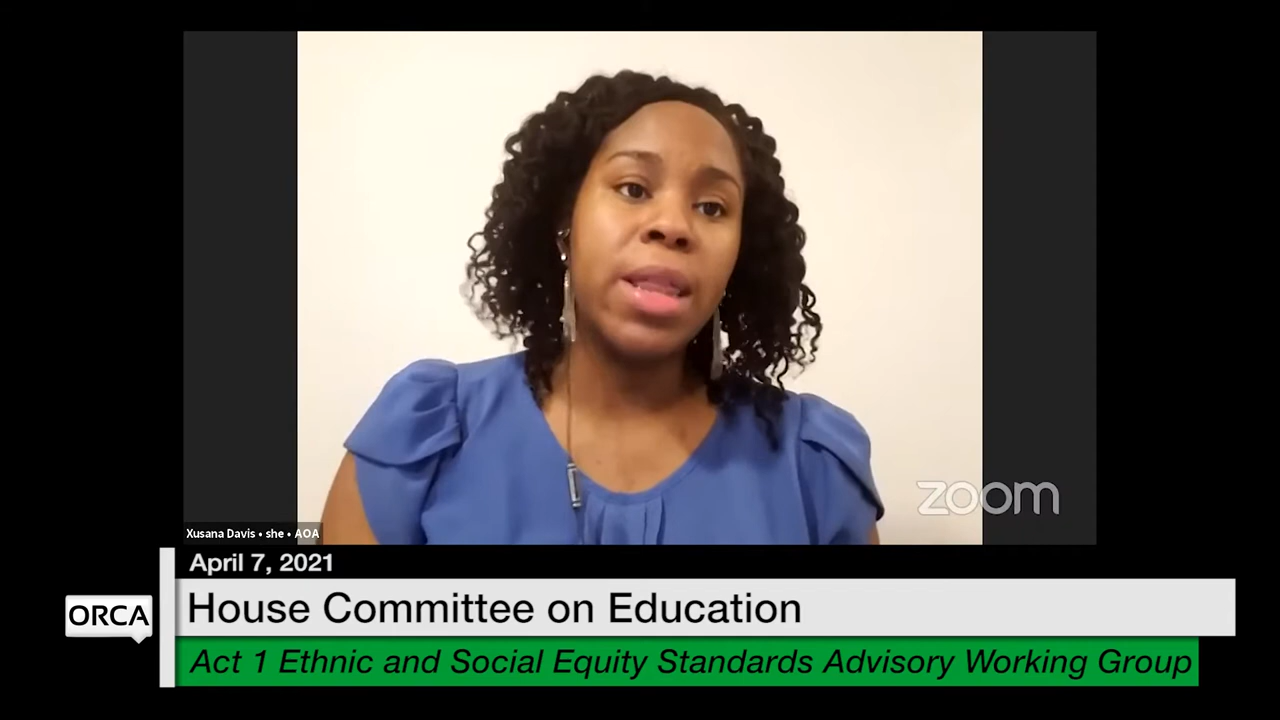 zoom
Xusana Davis • she • AOA
April 7, 2021
ORCA
House Committee on Education
Act 1 Ethnic and Social Equity Standards Advisory Working Group